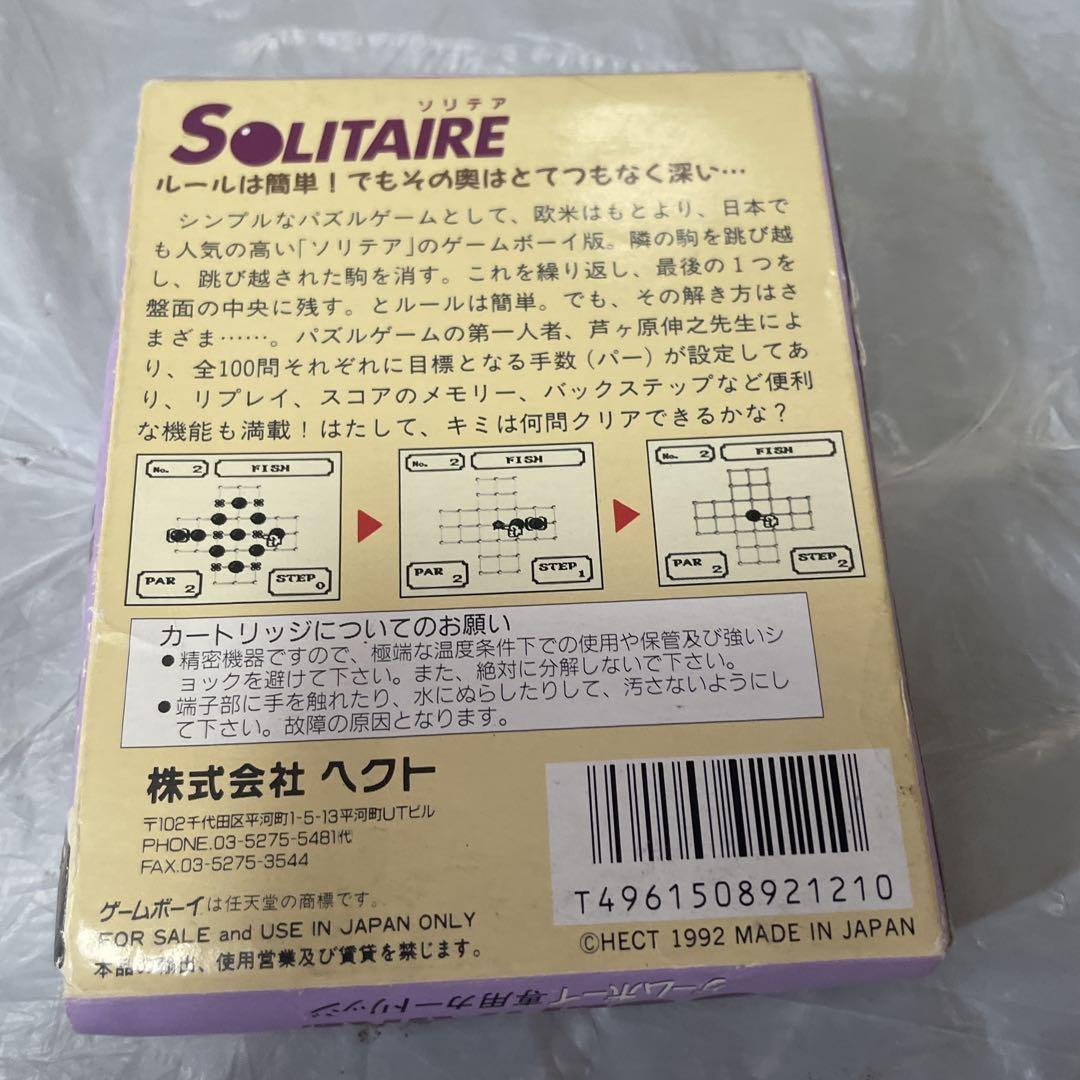 ソリテア
SOLITAIRE
ルールは簡単！でもその奥はとてつもなく深い…
シンプルなパズルゲームとして、欧米はもとより、日本で
も人気の高い「ソリテア」のゲームボーイ版。隣の駒を跳び越
し、跳び越された駒を消す。これを繰り返し、最後の１つを
盤面の中央に残す。とルールは簡単。でも、その解き方はさ
まざま……。パズルゲームの第一人者、芦ヶ原伸之先生によ
り、全100問それぞれに目標となる手数（パー）が設定してあ
り、リプレイ、スコアのメモリー、バックステップなど便利
な機能も満載！はたして、キミは何問クリアできるかな？
No. 2 FISH
PAR 2 STEP 0
No. 2 FISH
PAR 2 STEP 1
No. 2 FISH
PAR 2 STEP 2
カートリッジについてのお願い
●精密機器ですので、極端な温度条件下での使用や保管及び強いシ
ョックを避けて下さい。また、絶対に分解しないで下さい。
●端子部に手を触れたり、水にぬらしたりして、汚さないようにし
て下さい。故障の原因となります。
株式会社 ヘクト
〒102千代田区平河町1-5-13平河町UTビル
PHONE.03-5275-5481代
FAX.03-5275-3544
ゲームボーイは任天堂の商標です。
FOR SALE and USE IN JAPAN ONLY
本品の輸出、使用営業及び賃貸を禁じます。
T4961508921210
©HECT 1992 MADE IN JAPAN
ゲームボーイ専用カートリッジ